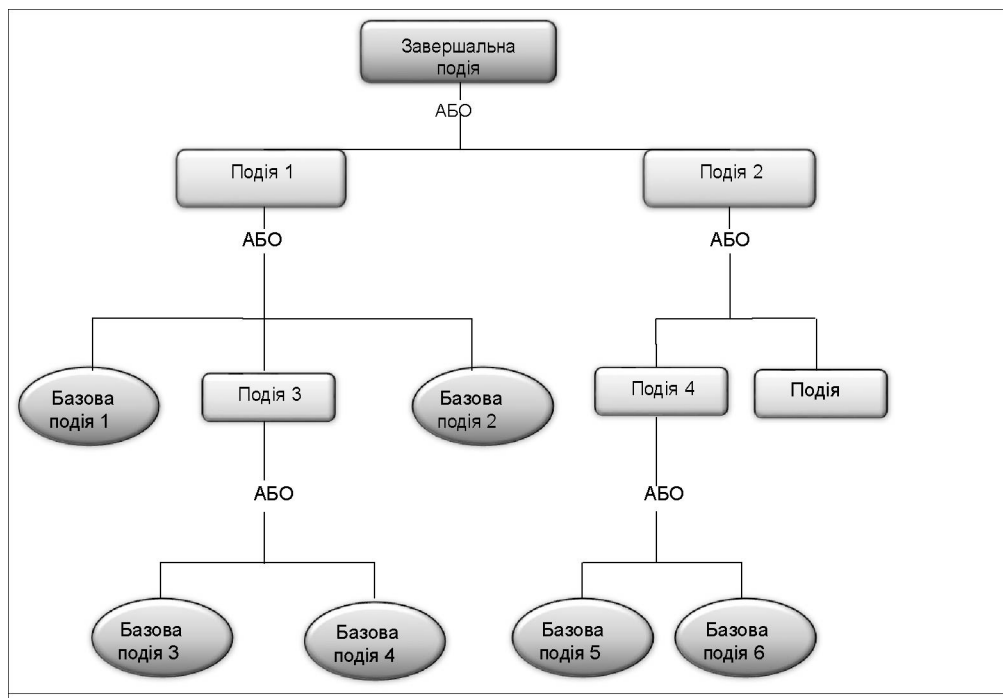 Завершальна
подія
АБО
Подія 1
Подія 2
АБО
АБО
Базова
подія 1
Подія 3
Базова
подія 2
Подія 4
Подія
АБО
АБО
Базова
подія 3
Базова
подія 4
Базова
подія 5
Базова
подія 6